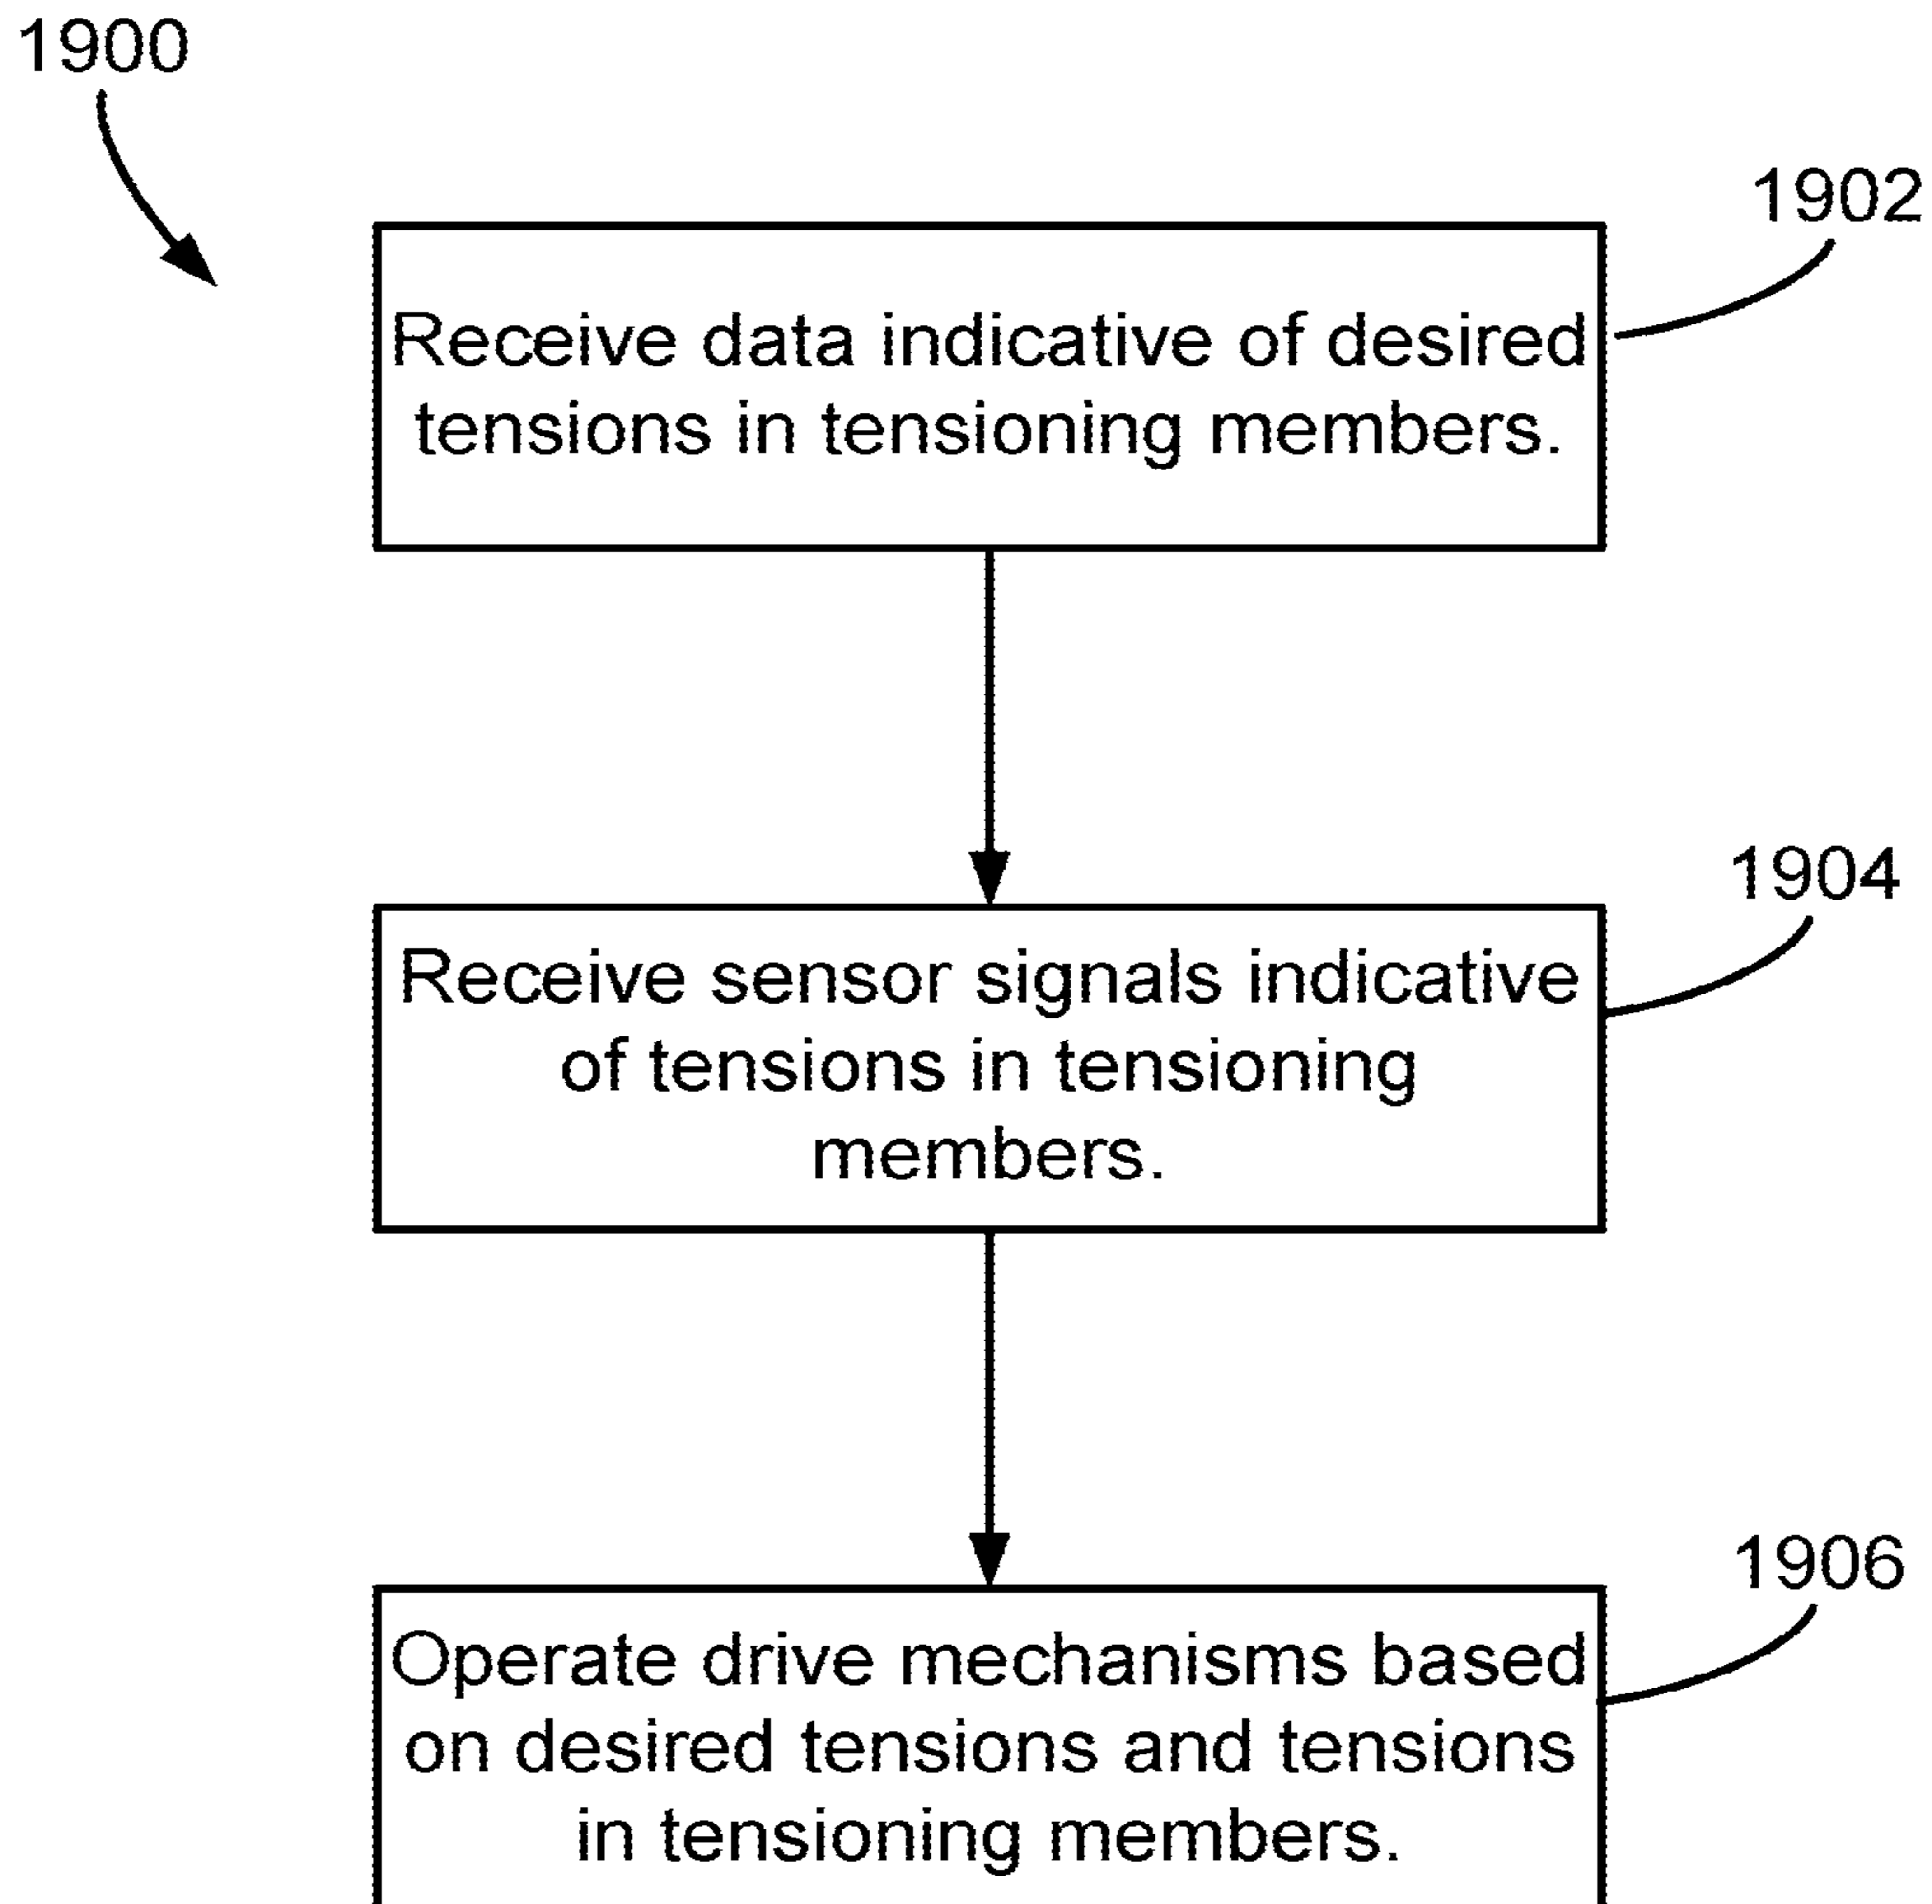 1900
1902
Receive data indicative of desired
tensions in tensioning members.
1904
Receive sensor signals indicative
of tensions in tensioning
members.
1906
Operate drive mechanisms based
on desired tensions and tensions
in tensioning members.